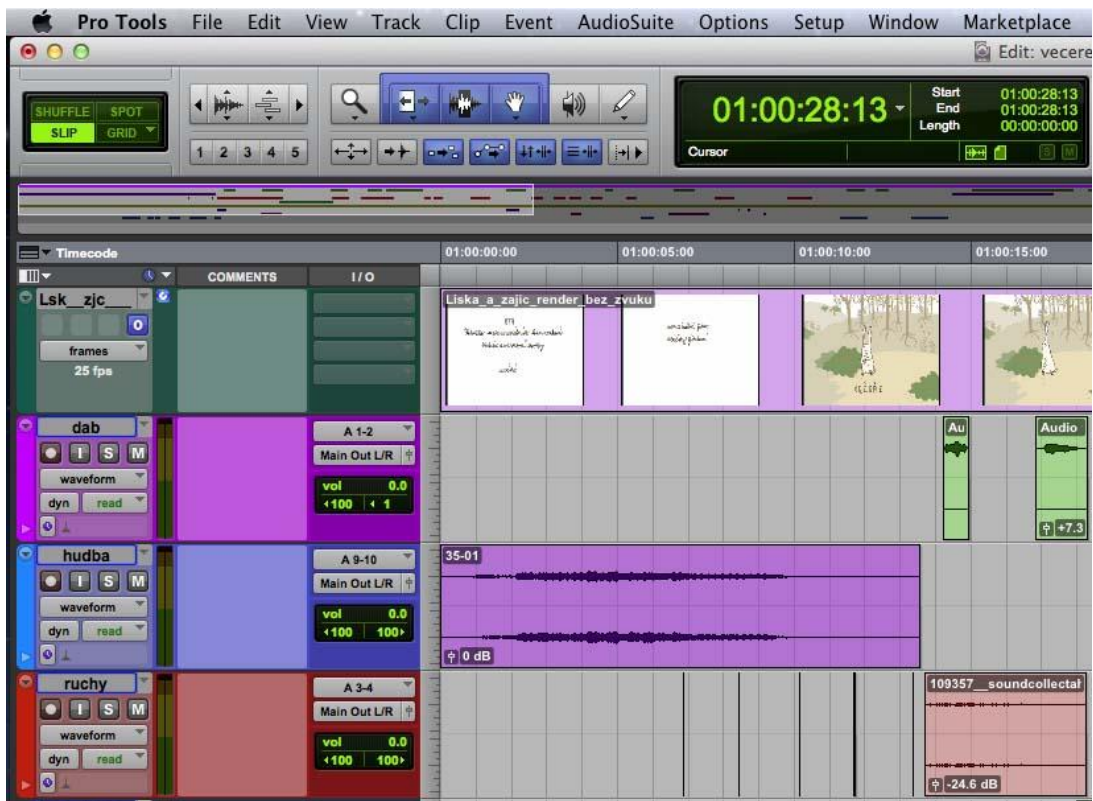 Pro Tools File Edit View Track Clip Event AudioSuite Options Setup Window Marketplace
Edit: vecere
SHUFFLE SPOT
SLIP GRID
1 2 3 4 5
01:00:28:13
Start 01:00:28:13
End 01:00:28:13
Length 00:00:00:00
Cursor
S M
Timecode 01:00:00:00 01:00:05:00 01:00:10:00 01:00:15:00
COMMENTS I / O
Lsk__zjc___
O
frames
25 fps
Liska_a_zajic_render_bez_zvuku
dab
I S M
waveform
dyn read
A 1-2
Main Out L/R
vol 0.0
100 1
Au
Audio
+7.3
hudba
I S M
waveform
dyn read
A 9-10
Main Out L/R
vol 0.0
100 100
35-01
0 dB
ruchy
I S M
waveform
dyn read
A 3-4
Main Out L/R
vol 0.0
100 100
109357__soundcollectal
-24.6 dB